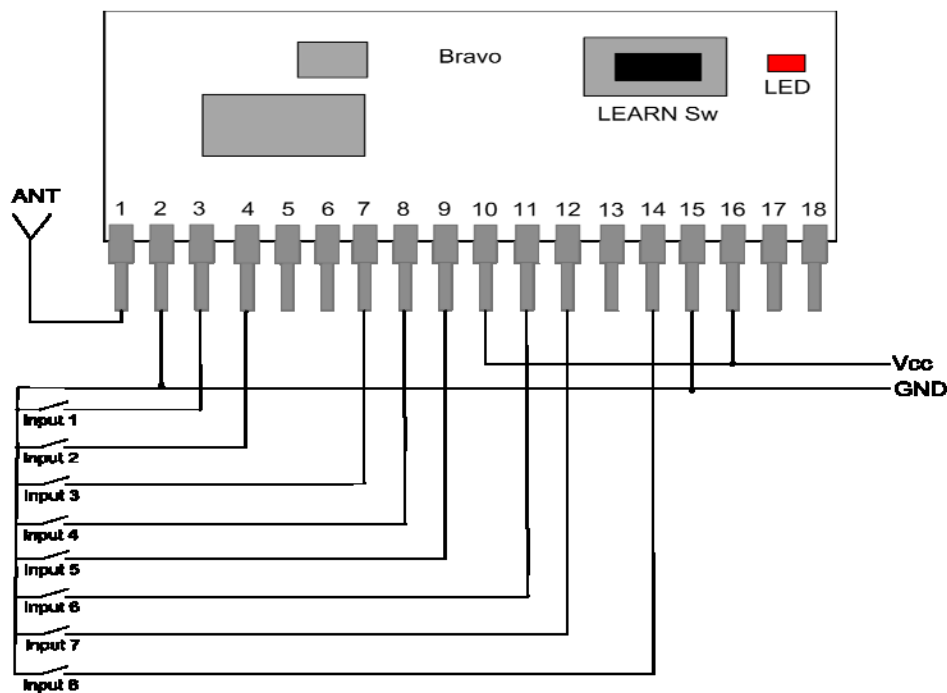 Bravo
LED
LEARN Sw
ANT
1 2 3 4 5 6 7 8 9 10 11 12 13 14 15 16 17 18
Vcc
GND
Input 1
Input 2
Input 3
Input 4
Input 5
Input 6
Input 7
Input 8